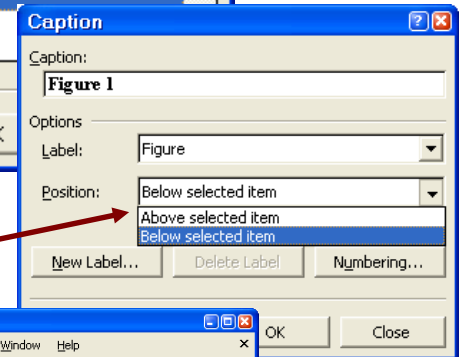 Caption
Caption:
Figure 1
Options
Label:
Figure
Position:
Below selected item
Above selected item
Below selected item
New Label...
Delete Label
Numbering...
OK
Close
Window Help